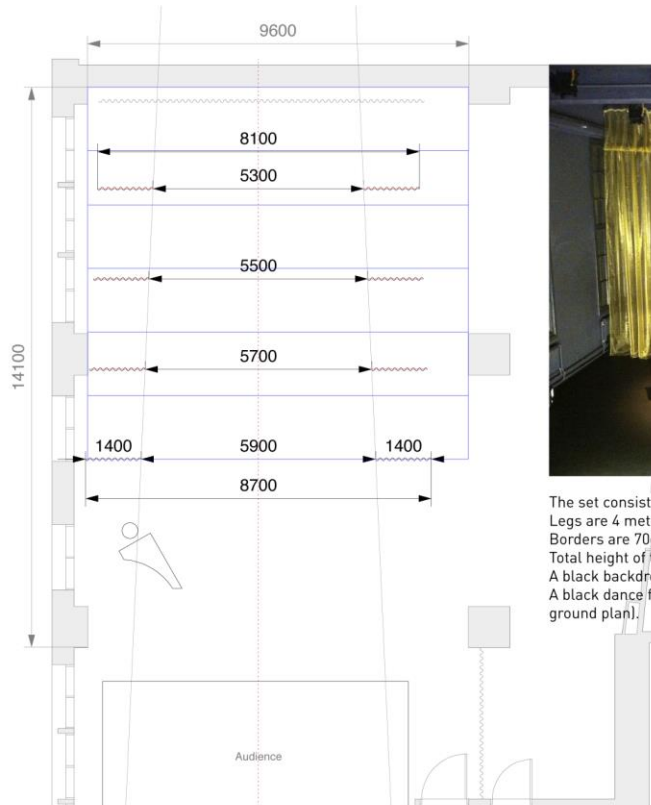 9600
8100
5300
5500
5700
14100
1400 5900 1400
8700
The set consist
Legs are 4 met
Borders are 70
Total height of
A black backdr
A black dance f
ground plan).
Audience